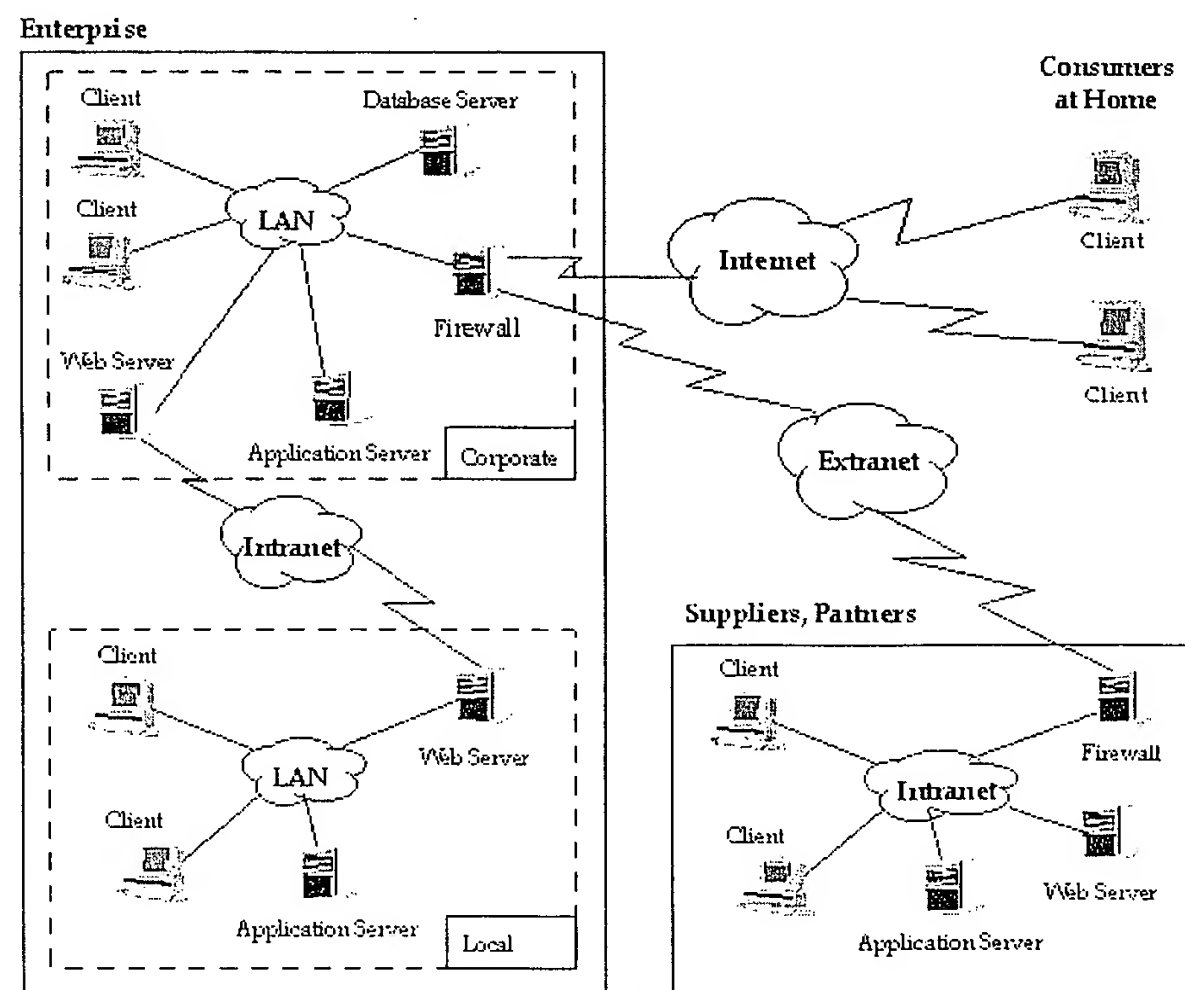 Enterprise
Client
Database Server
Client
LAN
Firewall
Web Server
Application Server
Corporate
Intranet
Client
Web Server
LAN
Client
Application Server
Local
Consumers
at Home
Internet
Client
Client
Extranet
Suppliers, Partners
Client
Firewall
Intranet
Client
Web Server
Application Server